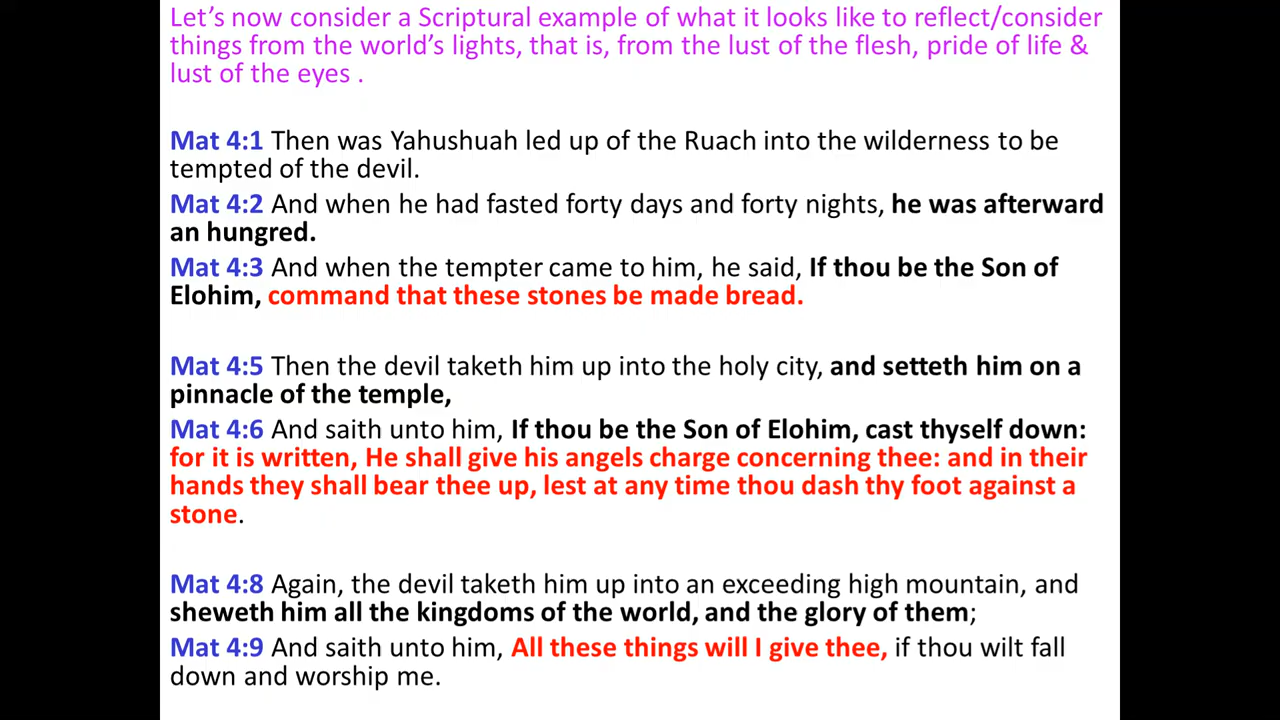 Let’s now consider a Scriptural example of what it looks like to reflect/consider
things from the world’s lights, that is, from the lust of the flesh, pride of life &
lust of the eyes .
Mat 4:1 Then was Yahushuah led up of the Ruach into the wilderness to be
tempted of the devil.
Mat 4:2 And when he had fasted forty days and forty nights, he was afterward
an hungred.
Mat 4:3 And when the tempter came to him, he said, If thou be the Son of
Elohim, command that these stones be made bread.
Mat 4:5 Then the devil taketh him up into the holy city, and setteth him on a
pinnacle of the temple,
Mat 4:6 And saith unto him, If thou be the Son of Elohim, cast thyself down:
for it is written, He shall give his angels charge concerning thee: and in their
hands they shall bear thee up, lest at any time thou dash thy foot against a
stone.
Mat 4:8 Again, the devil taketh him up into an exceeding high mountain, and
sheweth him all the kingdoms of the world, and the glory of them;
Mat 4:9 And saith unto him, All these things will I give thee, if thou wilt fall
down and worship me.